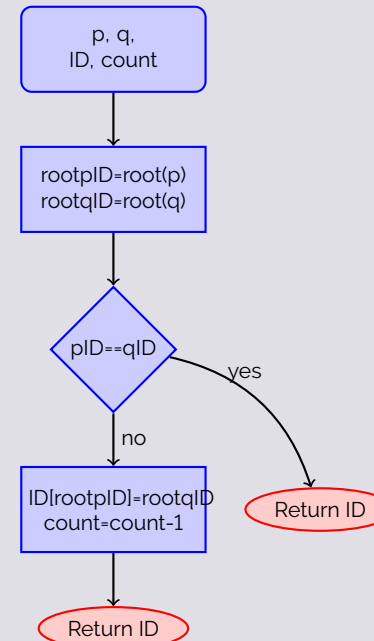 p, q,
ID, count
rootpID=root(p)
rootqID=root(q)
pID==qID
yes
no
ID[rootpID]=rootqID
count=count-1
Return ID
Return ID